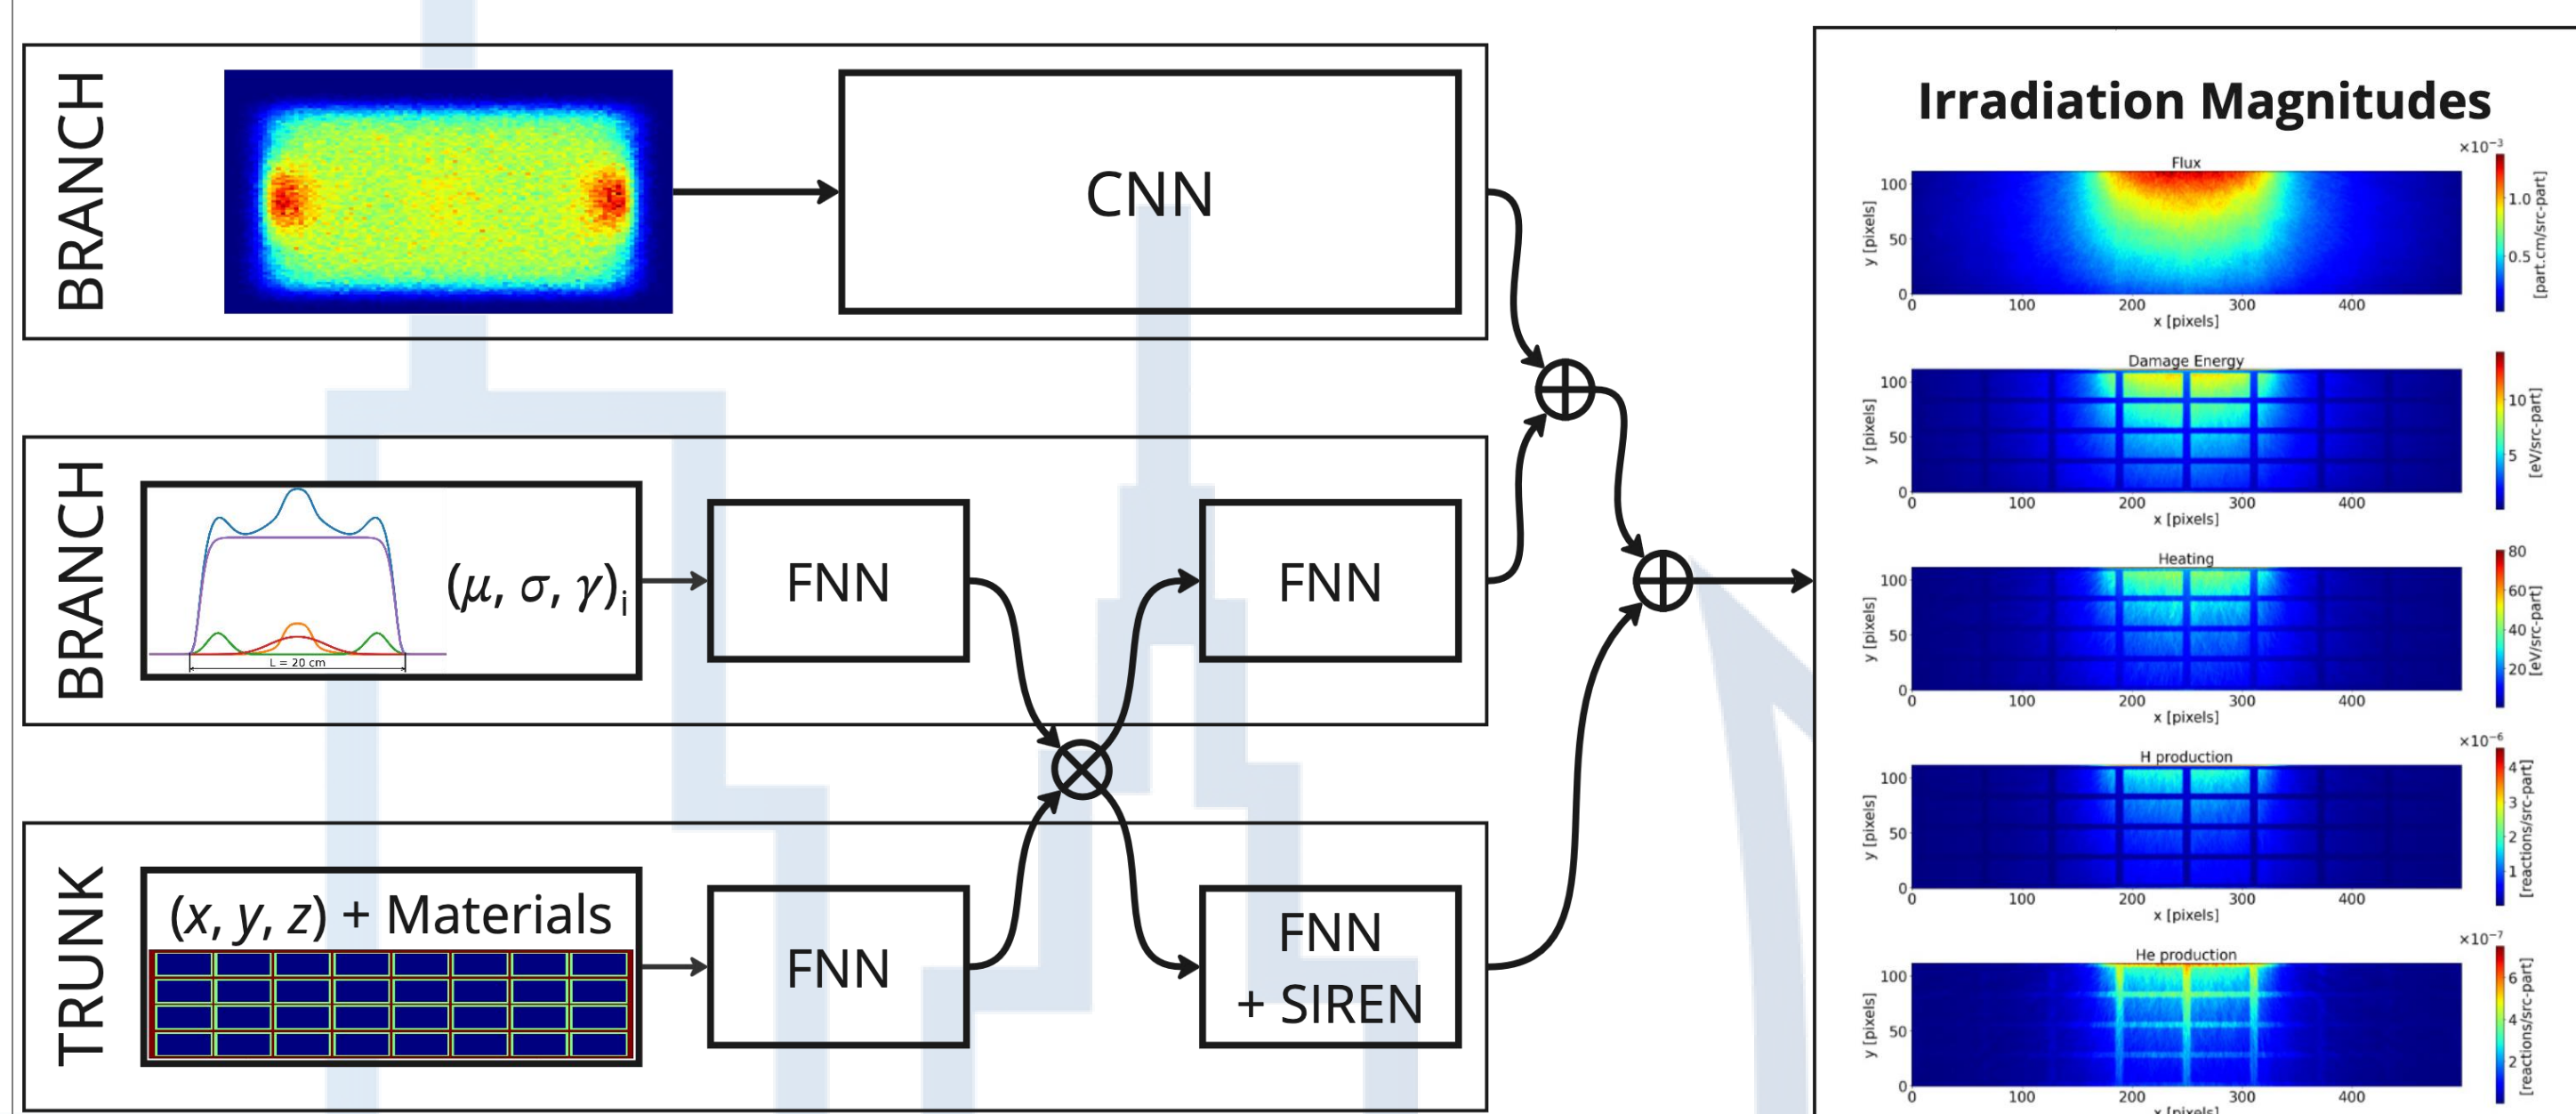 BRANCH
CNN
BRANCH
L = 20 cm
(μ, σ, γ)i
FNN
FNN
TRUNK
(x, y, z) + Materials
FNN
FNN
+ SIREN
Irradiation Magnitudes
Flux
×10⁻³
100
50
0
y [pixels]
0 100 200 300 400
x [pixels]
1.0
0.5
[part.cm/src-part]
Damage Energy
100
50
0
y [pixels]
0 100 200 300 400
x [pixels]
10
5
[eV/src-part]
Heating
100
50
0
y [pixels]
0 100 200 300 400
x [pixels]
80
60
40
20
[eV/src-part]
H production
×10⁻⁶
100
50
0
y [pixels]
0 100 200 300 400
x [pixels]
4
3
2
1
[reactions/src-part]
He production
×10⁻⁷
100
50
0
y [pixels]
0 100 200 300 400
x [pixels]
6
4
2
[reactions/src-part]